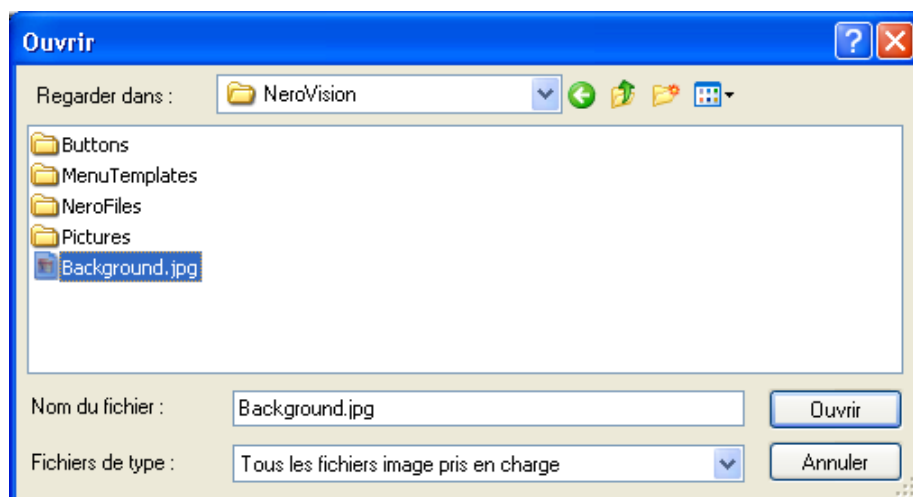 Ouvrir
Regarder dans :
NeroVision
Buttons
MenuTemplates
NeroFiles
Pictures
Background.jpg
Nom du fichier :
Background.jpg
Ouvrir
Fichiers de type :
Tous les fichiers image pris en charge
Annuler